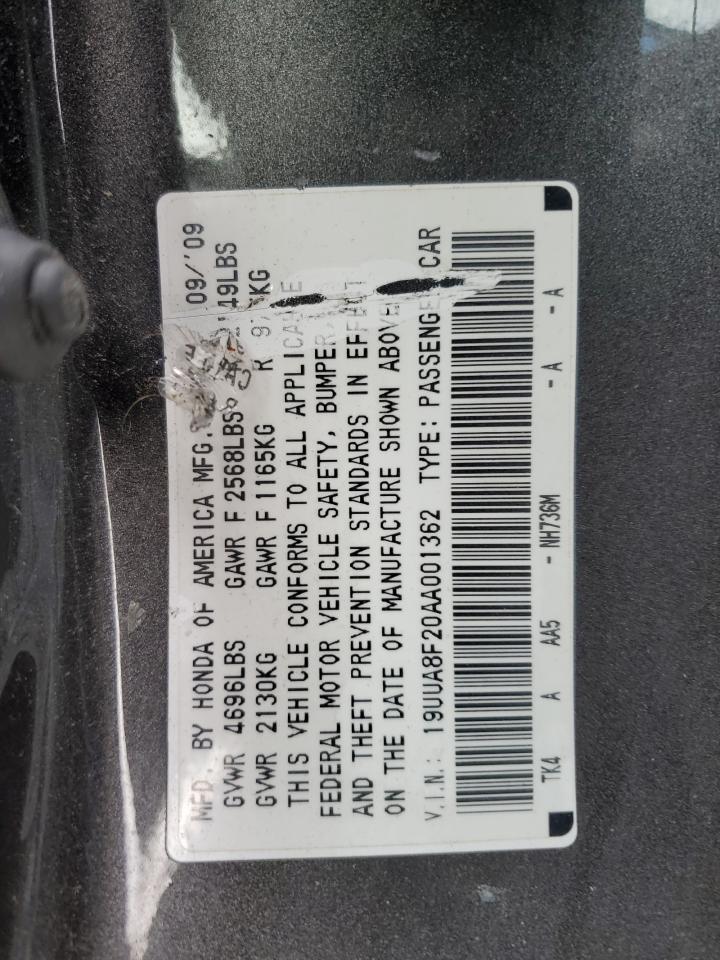 MFD. BY HONDA OF AMERICA MFG. 09/'09
GVWR 4696LBS GAWR F 2568LBS 49LBS
GVWR 2130KG GAWR F 1165KG R KG
THIS VEHICLE CONFORMS TO ALL APPLICABLE
FEDERAL MOTOR VEHICLE SAFETY, BUMPER,
AND THEFT PREVENTION STANDARDS IN EFFECT
ON THE DATE OF MANUFACTURE SHOWN ABOVE
V.I.N.: 19UUA8F20AA001362 TYPE: PASSENGER CAR
TK4 A AA5 - NH736M - A - A